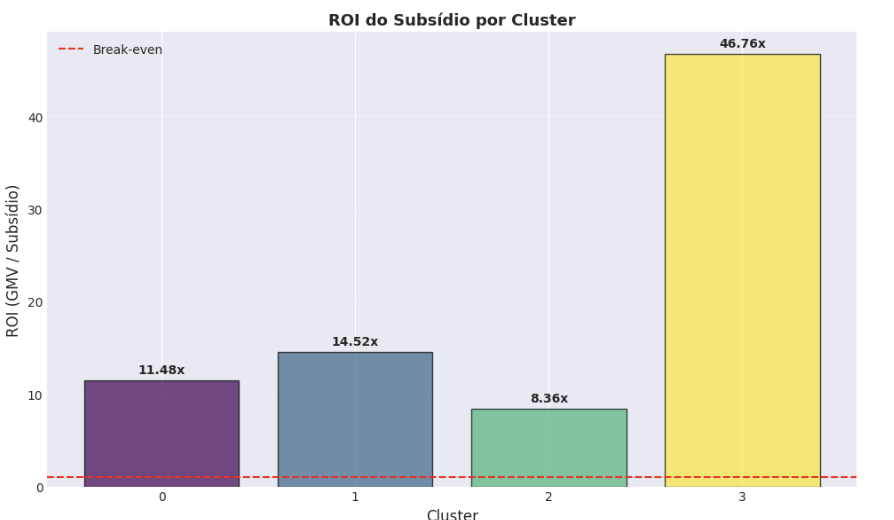 ROI do Subsídio por Cluster
Break-even
46.76x
14.52x
11.48x
8.36x
ROI (GMV / Subsídio)
40
30
20
10
0
0 1 2 3
Cluster